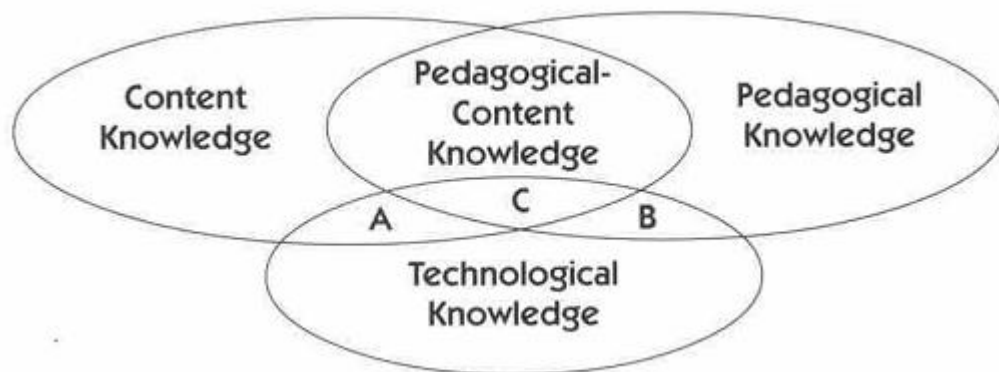 Content
Knowledge
Pedagogical-
Content
Knowledge
Pedagogical
Knowledge
A
C
B
Technological
Knowledge